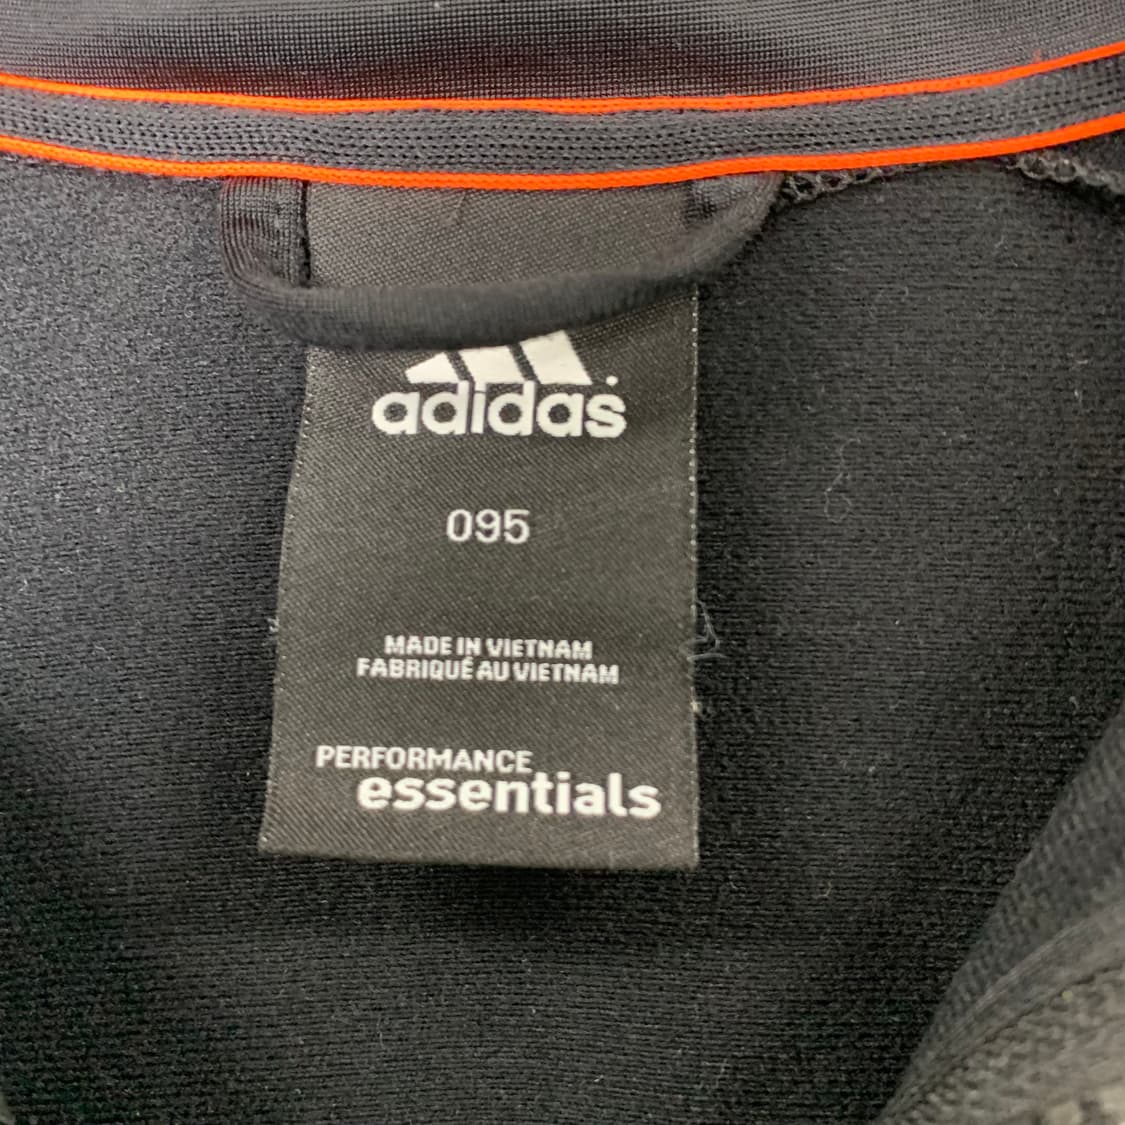 adidas
095
MADE IN VIETNAM
FABRIQUÉ AU VIETNAM
PERFORMANCE
essentials